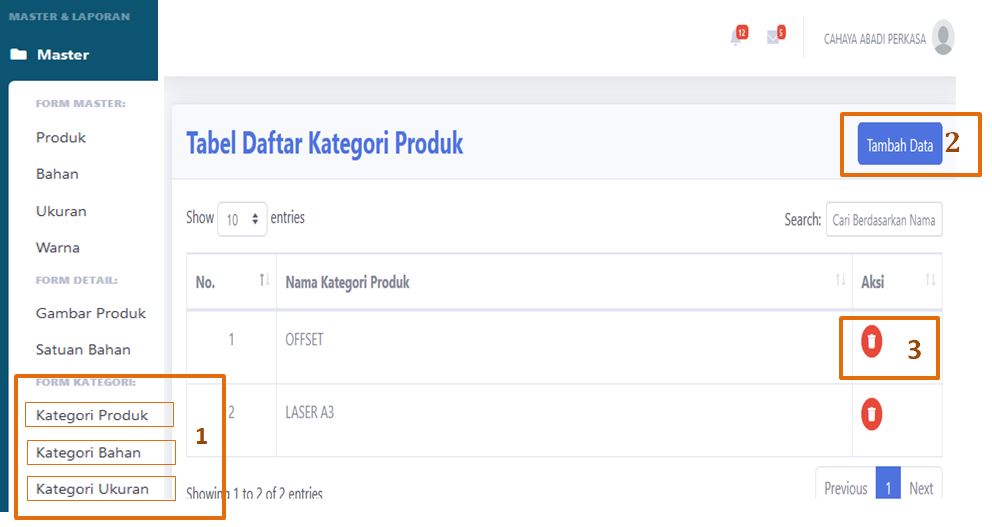 MASTER & LAPORAN
Master
FORM MASTER:
Produk
Bahan
Ukuran
Warna
FORM DETAIL:
Gambar Produk
Satuan Bahan
FORM KATEGORI:
Kategori Produk
Kategori Bahan
Kategori Ukuran
1
12
5
CAHAYA ABADI PERKASA
Tabel Daftar Kategori Produk
Tambah Data
2
Show 10 entries
Search: Cari Berdasarkan Nama
No. Nama Kategori Produk Aksi
1 OFFSET
3
2 LASER A3
Showing 1 to 2 of 2 entries
Previous 1 Next